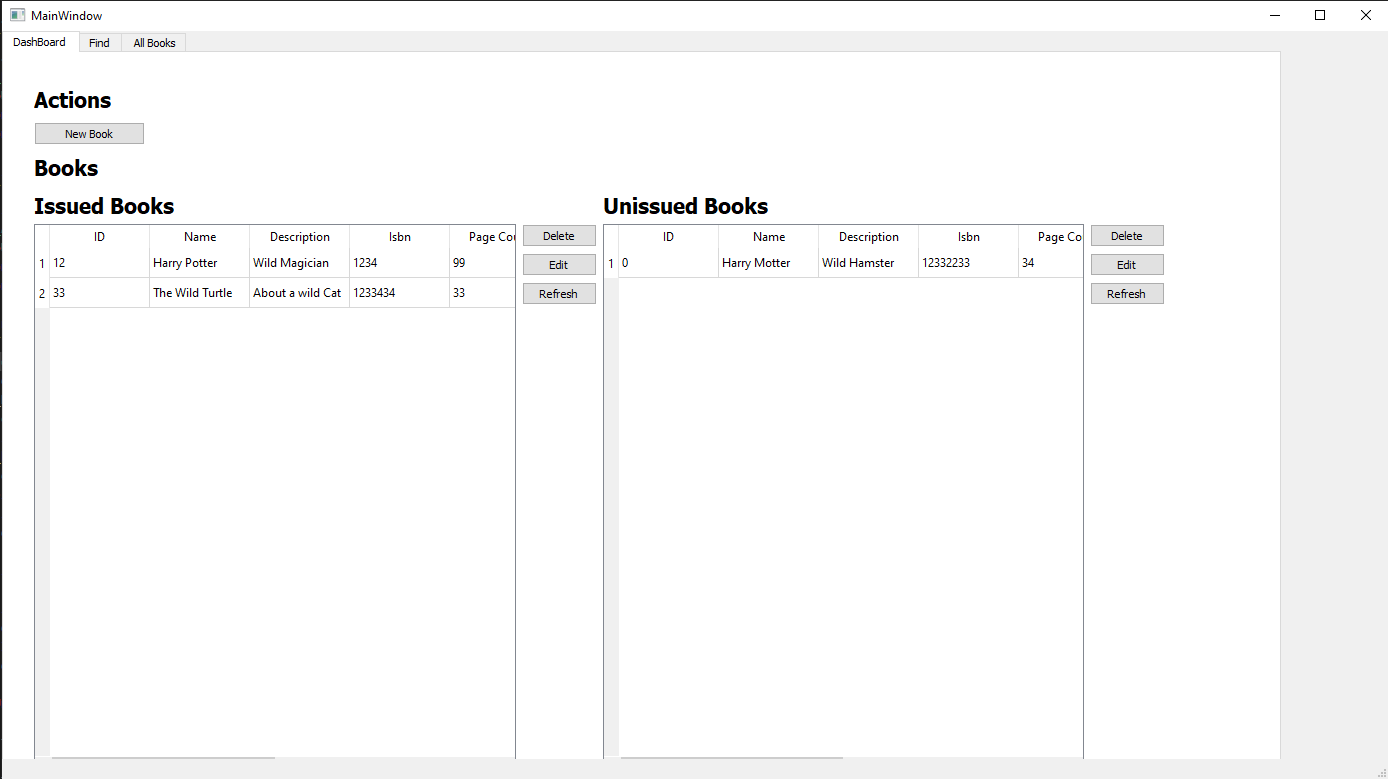 MainWindow
DashBoard Find All Books
Actions
New Book
Books
Issued Books Unissued Books
ID Name Description Isbn Page Cou Delete ID Name Description Isbn Page Co Delete
1 12 Harry Potter Wild Magician 1234 99 Edit 1 0 Harry Motter Wild Hamster 12332233 34 Edit
2 33 The Wild Turtle About a wild Cat 1233434 33 Refresh Refresh